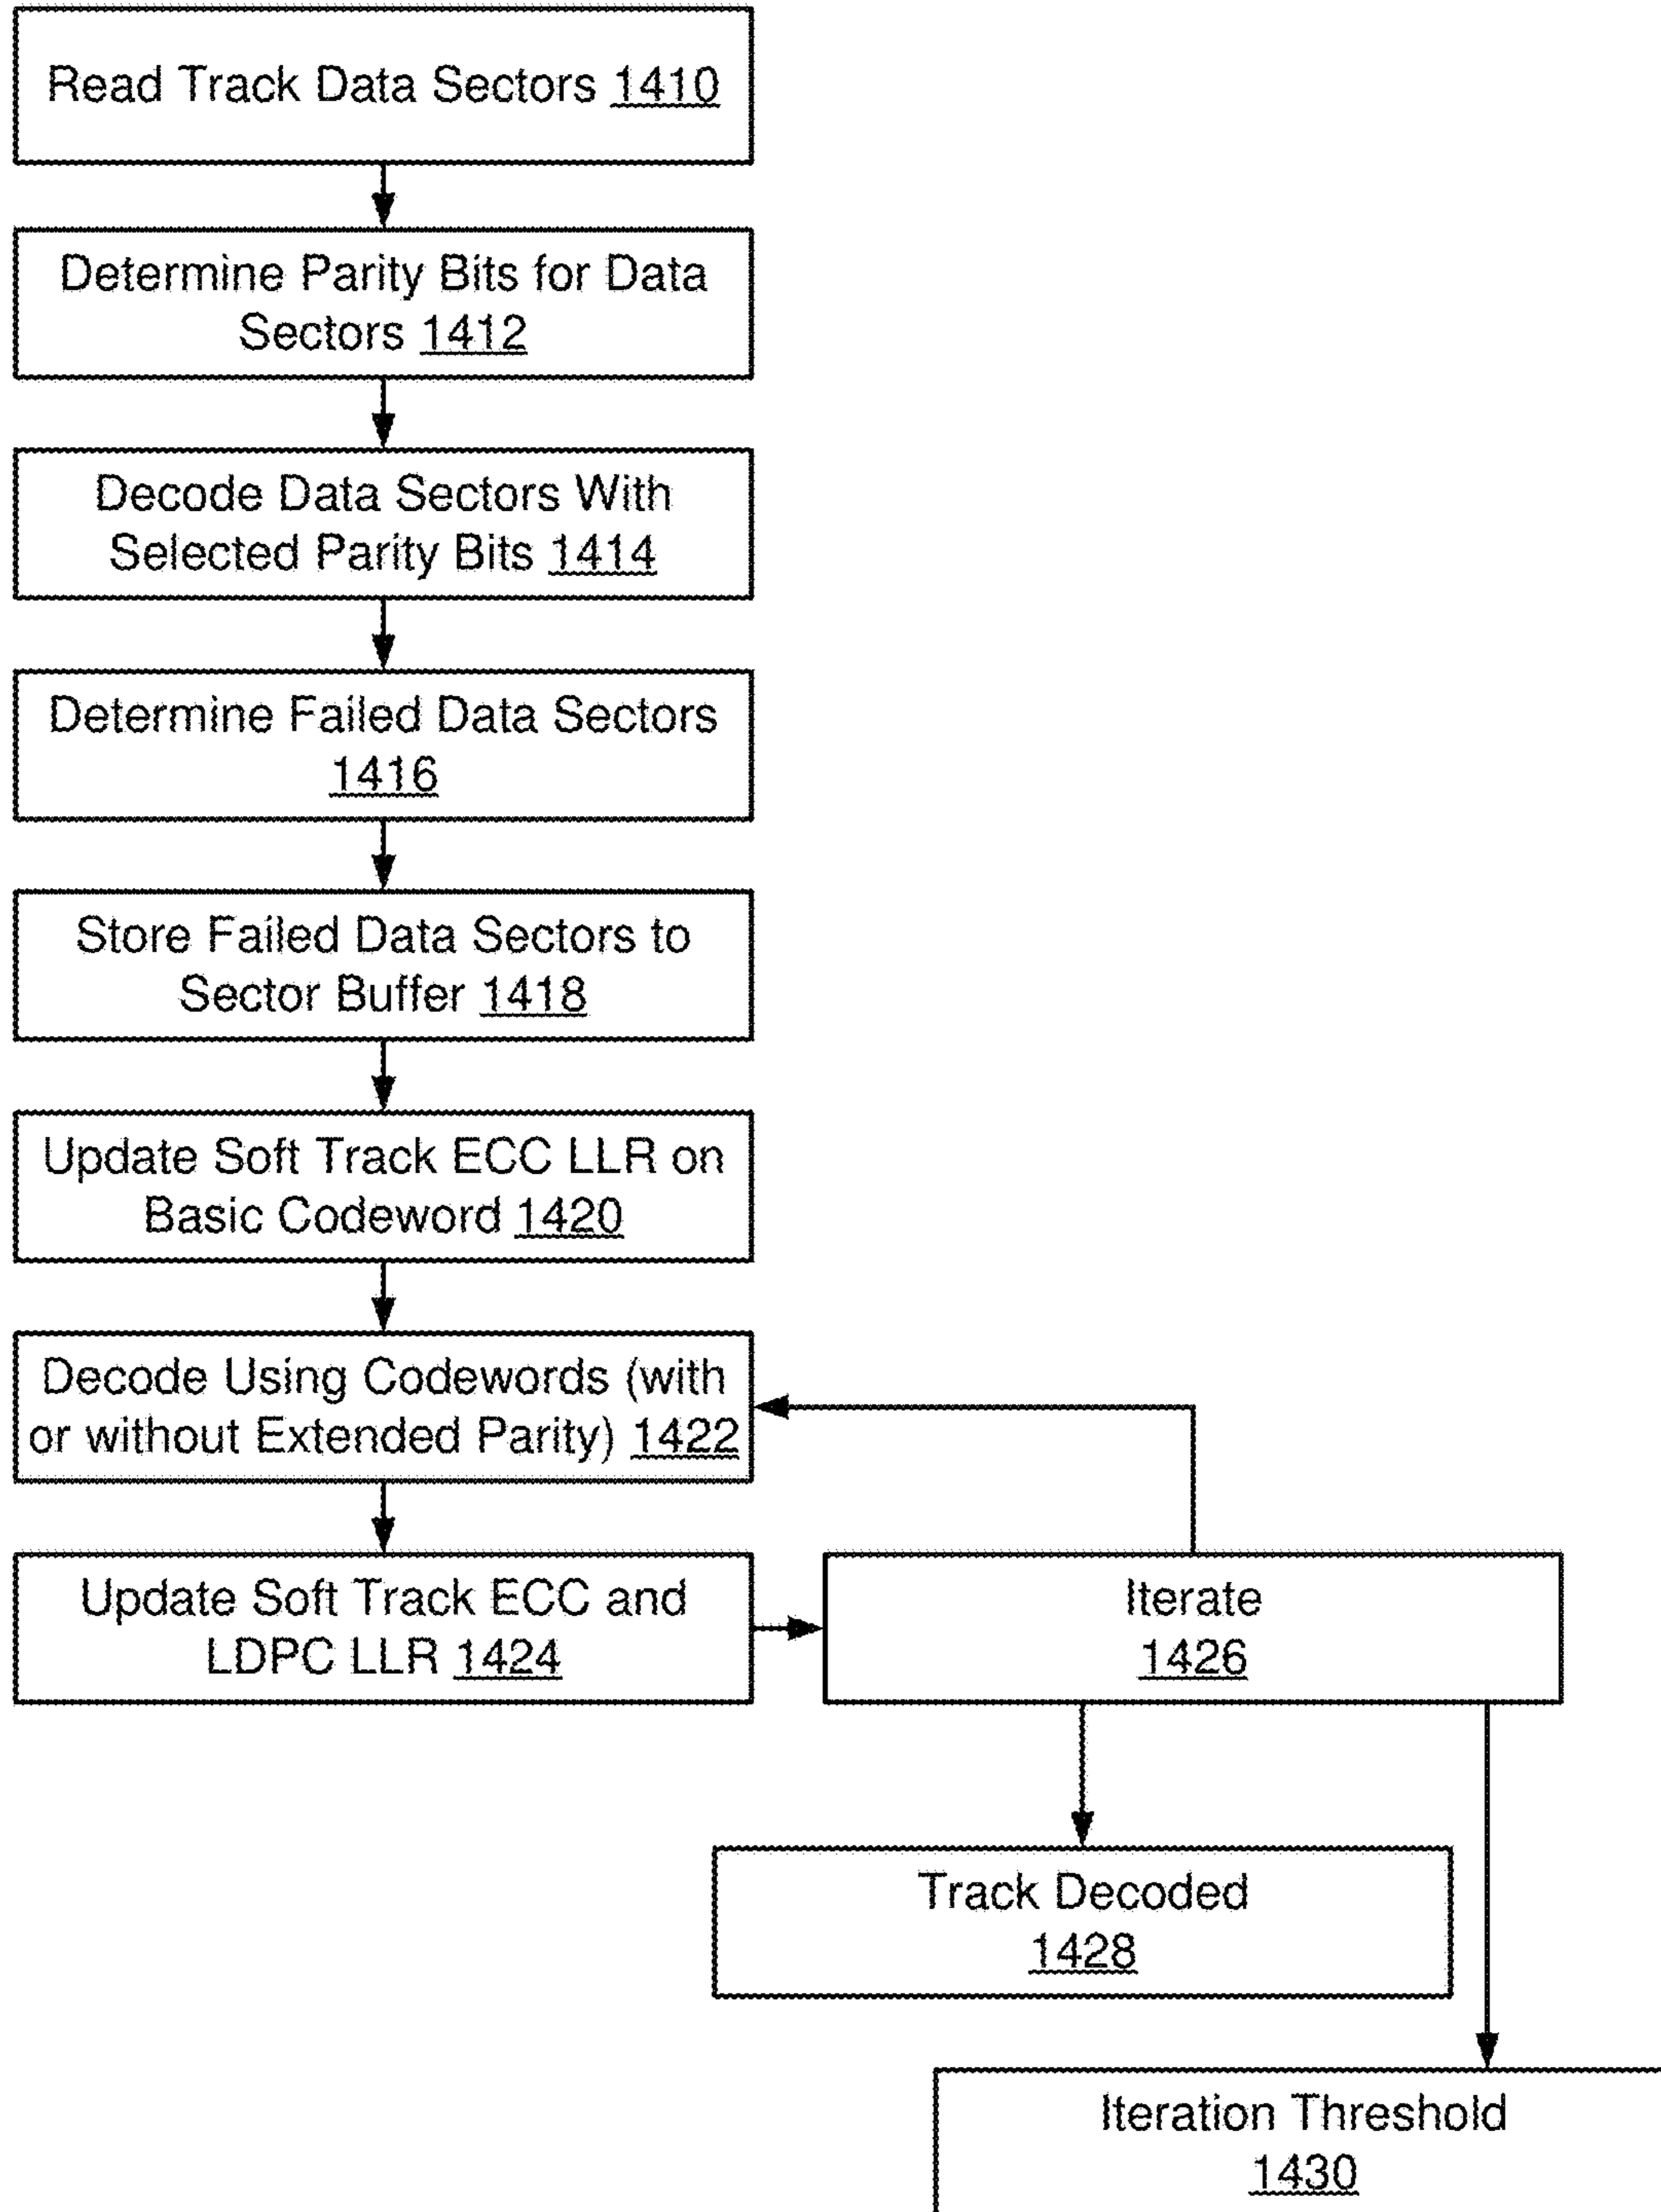 Read Track Data Sectors 1410
Determine Parity Bits for Data
Sectors 1412
Decode Data Sectors With
Selected Parity Bits 1414
Determine Failed Data Sectors
1416
Store Failed Data Sectors to
Sector Buffer 1418
Update Soft Track ECC LLR on
Basic Codeword 1420
Decode Using Codewords (with
or without Extended Parity) 1422
Update Soft Track ECC and
LDPC LLR 1424
Iterate
1426
Track Decoded
1428
Iteration Threshold
1430